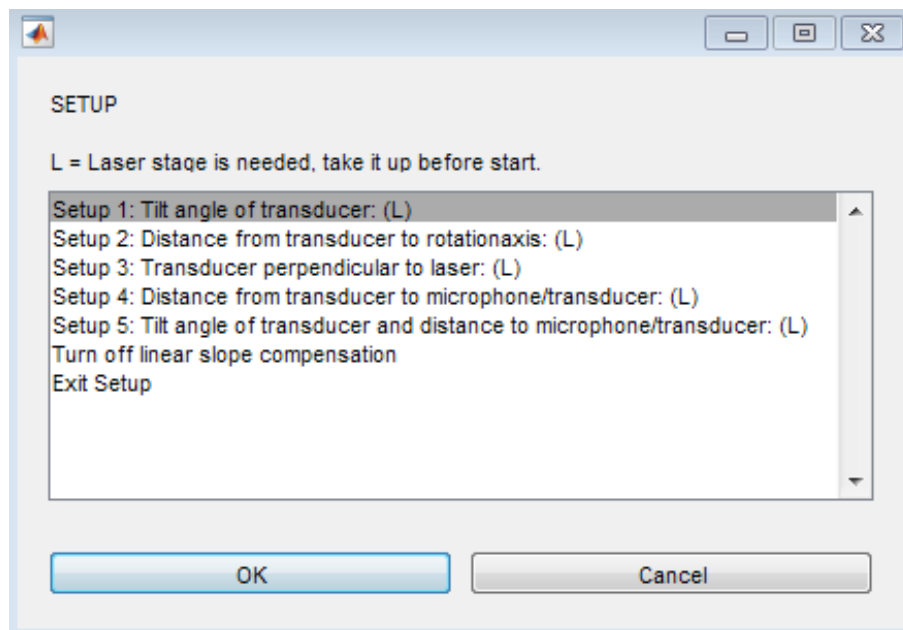 SETUP
L = Laser stage is needed, take it up before start.
Setup 1: Tilt angle of transducer: (L)
Setup 2: Distance from transducer to rotationaxis: (L)
Setup 3: Transducer perpendicular to laser: (L)
Setup 4: Distance from transducer to microphone/transducer: (L)
Setup 5: Tilt angle of transducer and distance to microphone/transducer: (L)
Turn off linear slope compensation
Exit Setup
OK Cancel